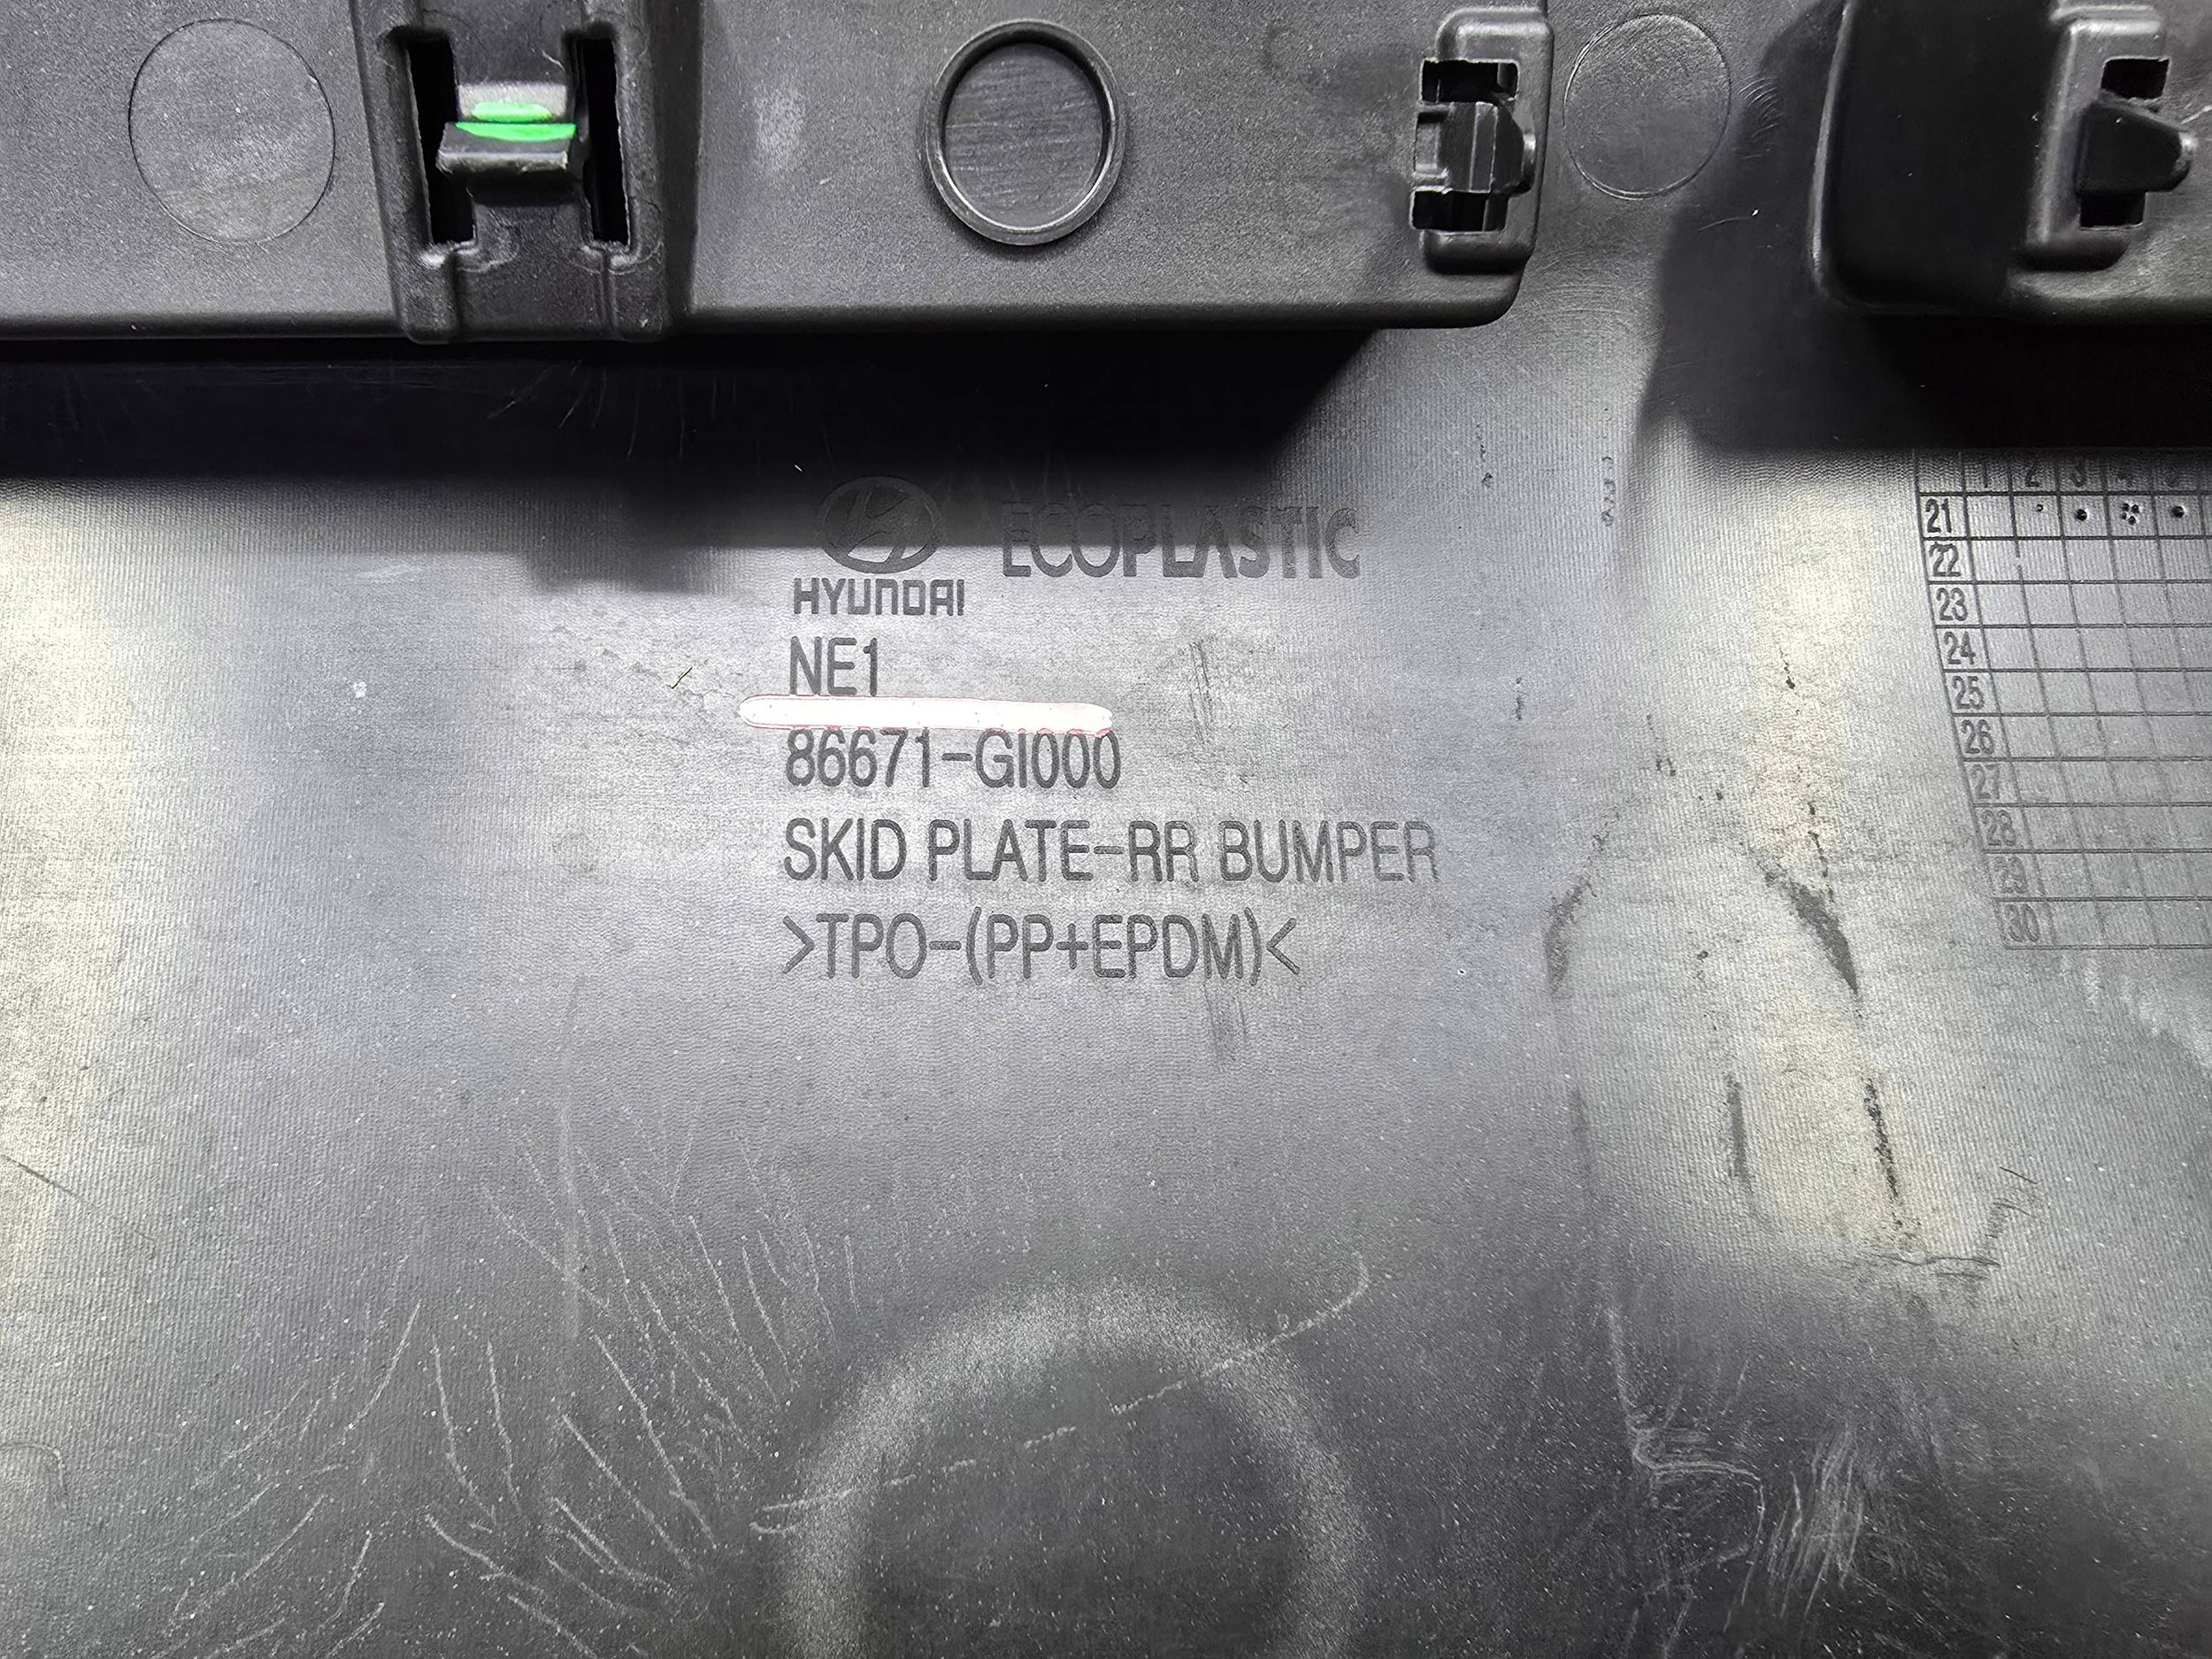 ECOPLASTIC
HYUNDAI
NE1
86671-GI000
SKID PLATE-RR BUMPER
>TPO-(PP+EPDM)<
1 2 3 4 5
21
22
23
24
25
26
27
28
29
30